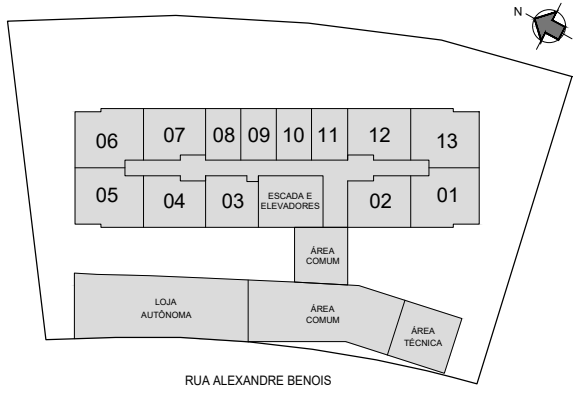 N
06 07 08 09 10 11 12 13
05 04 03 ESCADA E
ELEVADORES 02 01
ÁREA
COMUM
LOJA
AUTÔNOMA
ÁREA
COMUM
ÁREA
TÉCNICA
RUA ALEXANDRE BENOIS